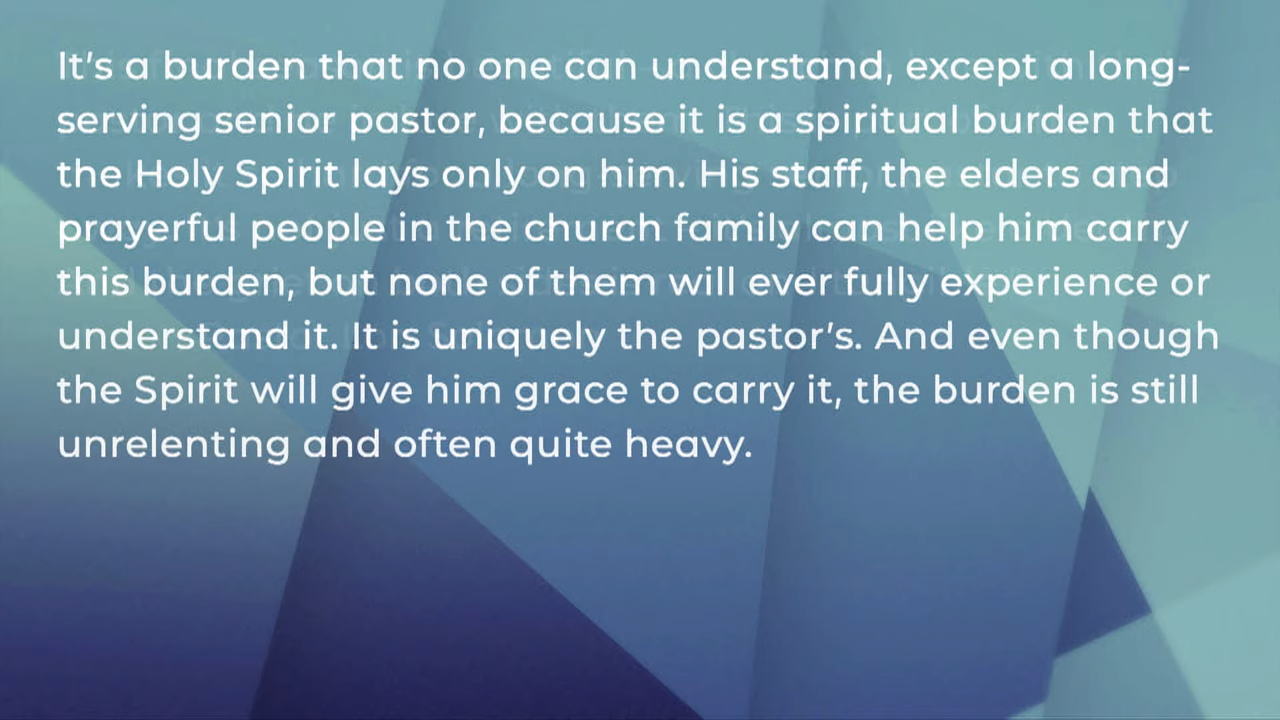 It's a burden that no one can understand, except a long-
serving senior pastor, because it is a spiritual burden that
the Holy Spirit lays only on him. His staff, the elders and
prayerful people in the church family can help him carry
this burden, but none of them will ever fully experience or
understand it. It is uniquely the pastor's. And even though
the Spirit will give him grace to carry it, the burden is still
unrelenting and often quite heavy.